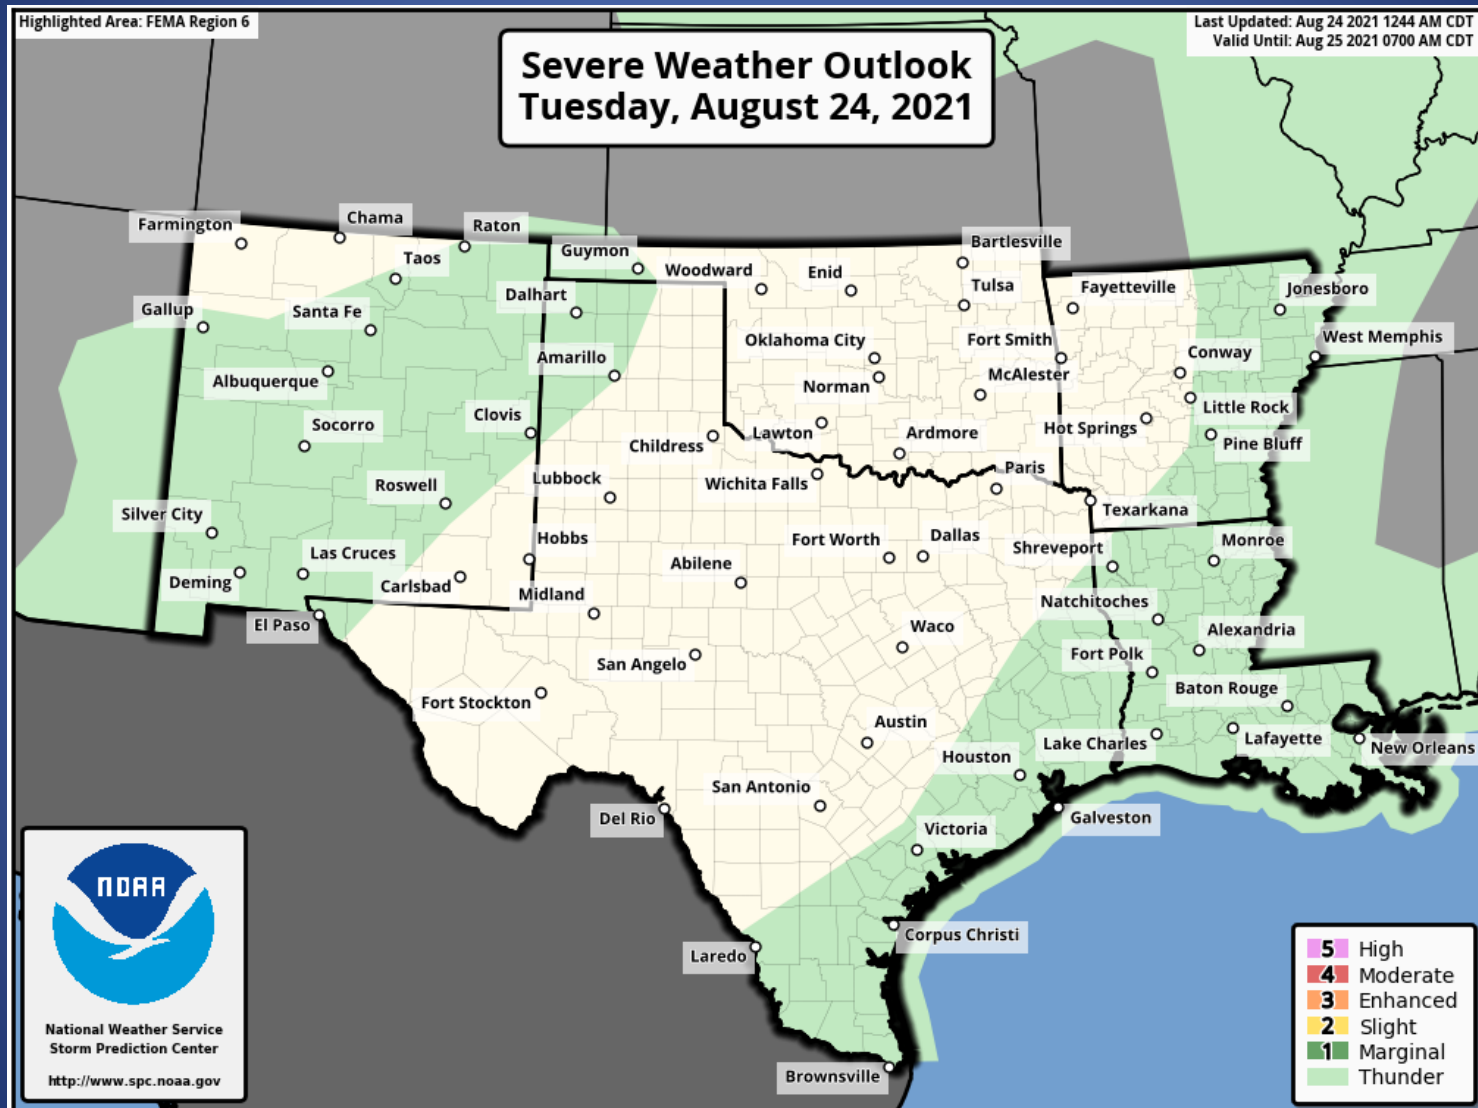 Highlighted Area: FEMA Region 6
Last Updated: Aug 24 2021 1244 AM CDT
Valid Until: Aug 25 2021 0700 AM CDT
Severe Weather Outlook
Tuesday, August 24, 2021
Farmington
Chama
Raton
Taos
Guymon
Woodward
Enid
Bartlesville
Tulsa
Fayetteville
Jonesboro
Gallup
Santa Fe
Dalhart
Oklahoma City
Fort Smith
West Memphis
Albuquerque
Amarillo
Norman
McAlester
Conway
Socorro
Clovis
Childress
Lawton
Ardmore
Hot Springs
Little Rock
Pine Bluff
Roswell
Lubbock
Wichita Falls
Paris
Texarkana
Silver City
Las Cruces
Hobbs
Abilene
Fort Worth
Dallas
Shreveport
Monroe
Deming
Carlsbad
Midland
Natchitoches
El Paso
San Angelo
Waco
Fort Polk
Alexandria
Fort Stockton
Austin
Baton Rouge
Houston
Lake Charles
Lafayette
New Orleans
Del Rio
San Antonio
Galveston
Victoria
Laredo
Corpus Christi
Brownsville
NOAA
National Weather Service
Storm Prediction Center
http://www.spc.noaa.gov
5 High
4 Moderate
3 Enhanced
2 Slight
1 Marginal
Thunder